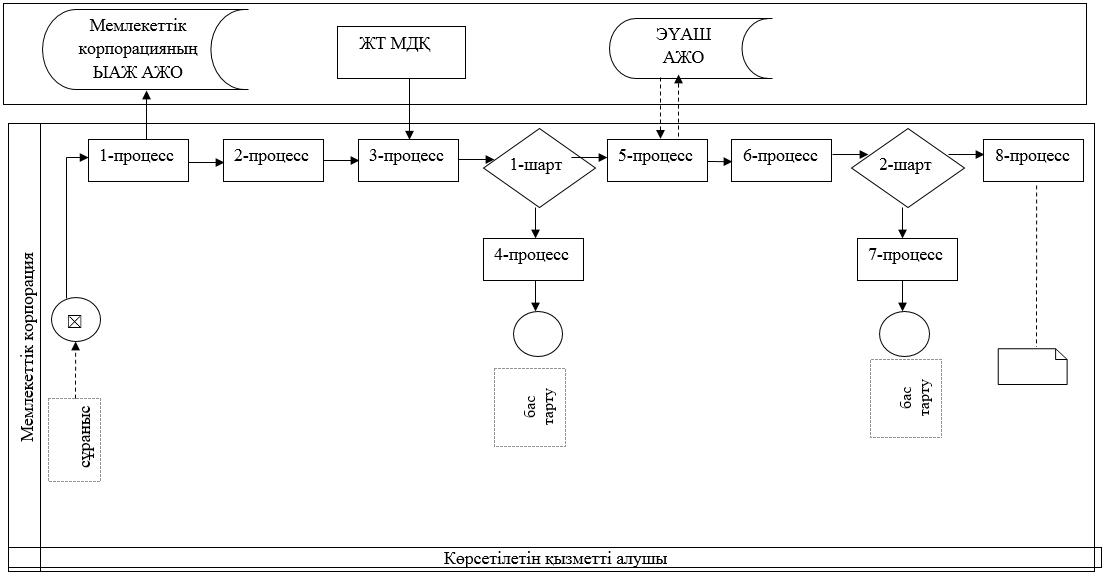 Мемлекеттік
корпорацияның
ЫАЖ АЖО
ЖТ МДҚ
ЭҮАШ
АЖО
1-процесс
2-процесс
3-процесс
1-шарт
5-процесс
6-процесс
2-шарт
8-процесс
4-процесс
7-процесс
Мемлекеттік корпорация
сұраныс
бас
тарту
бас
тарту
Көрсетілетін қызметті алушы